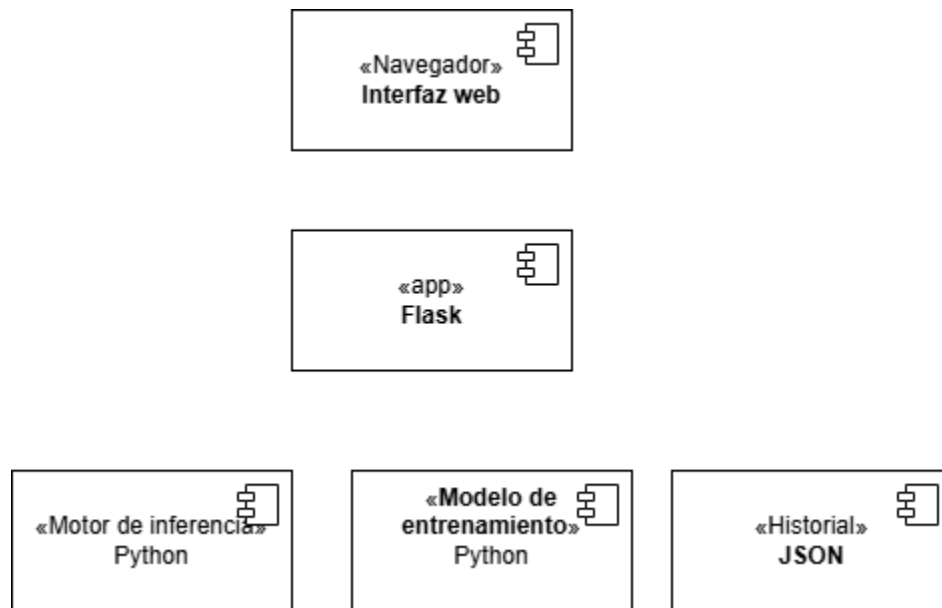 «Navegador»
Interfaz web
«app»
Flask
«Motor de inferencia»
Python
«Modelo de
entrenamiento»
Python
«Historial»
JSON